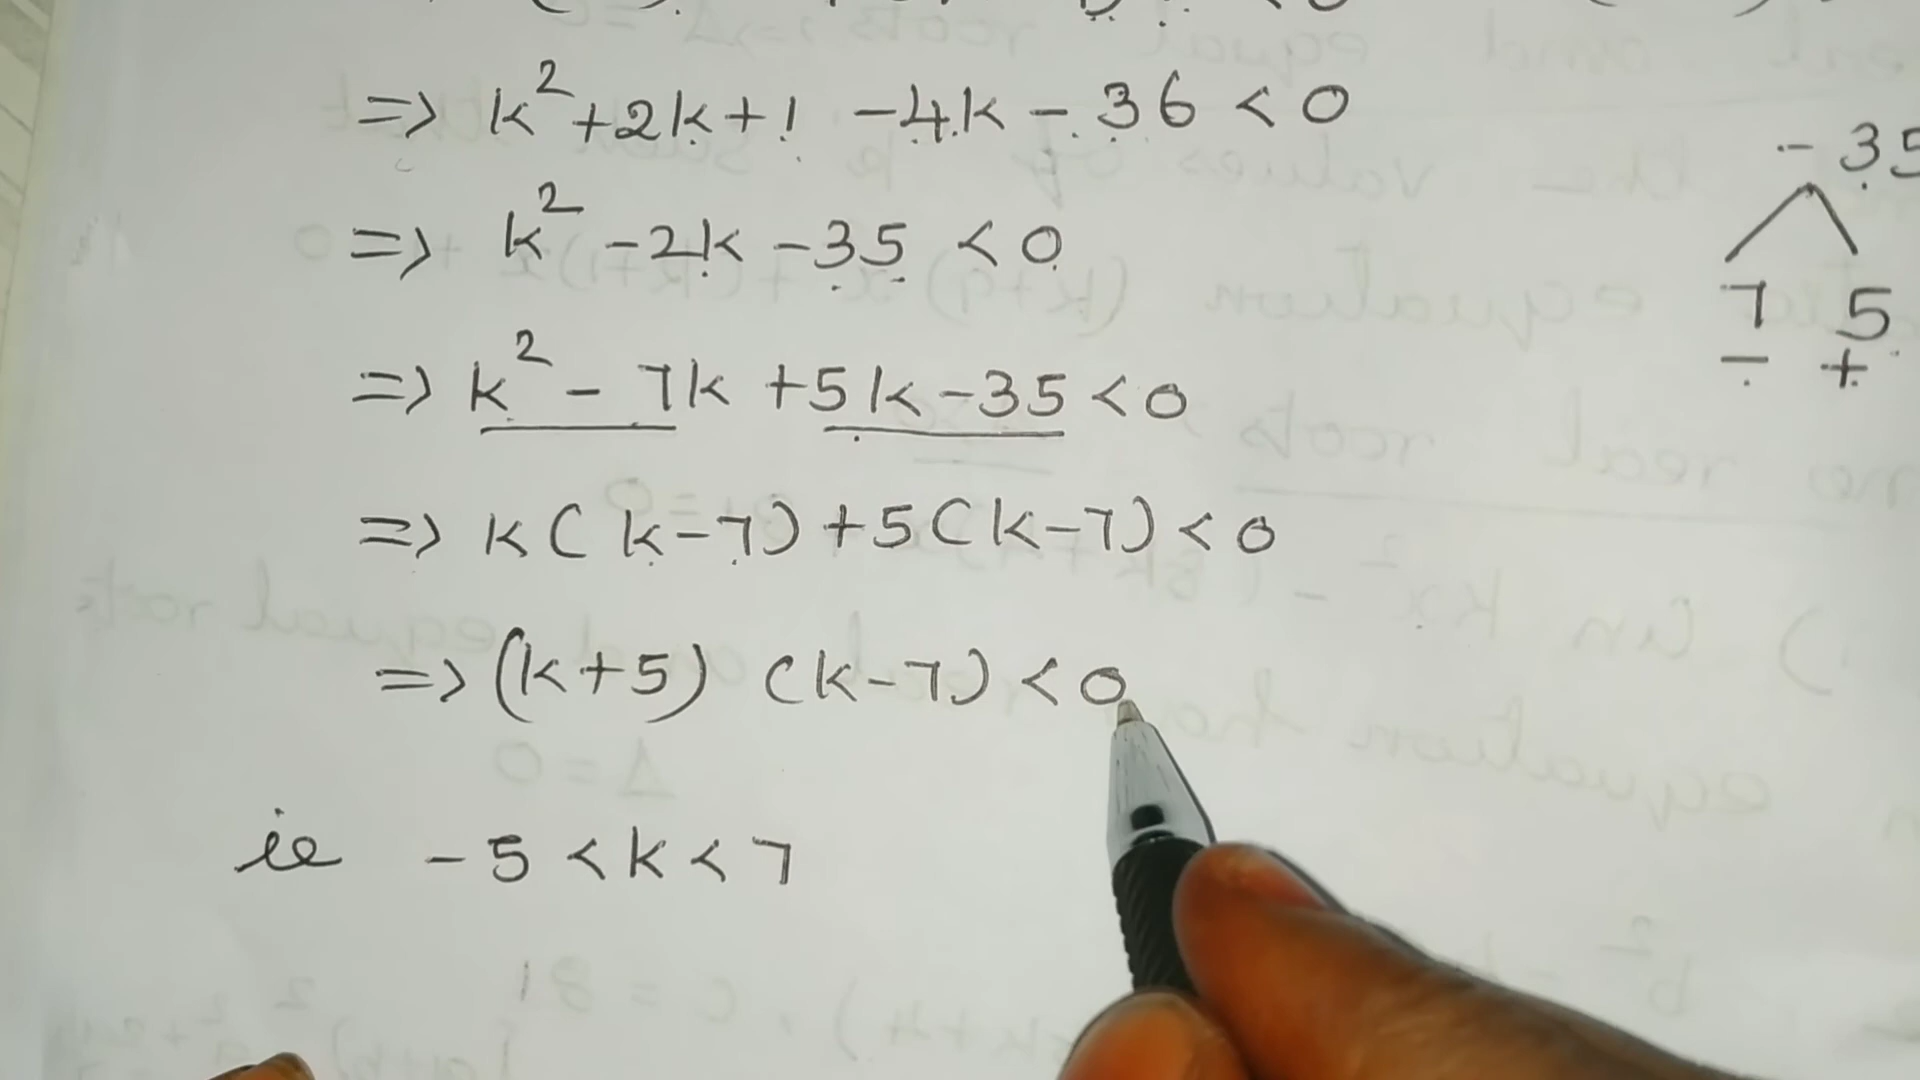 => k² +2k+1 -4k - 36 < 0
=> k² -2k -35 < 0
=> k² - 7k +5k -35 < 0
=> k(k-7) +5(k-7) < 0
=> (k+5) (k-7) < 0
ie -5 < k < 7
-35
7 5
- +